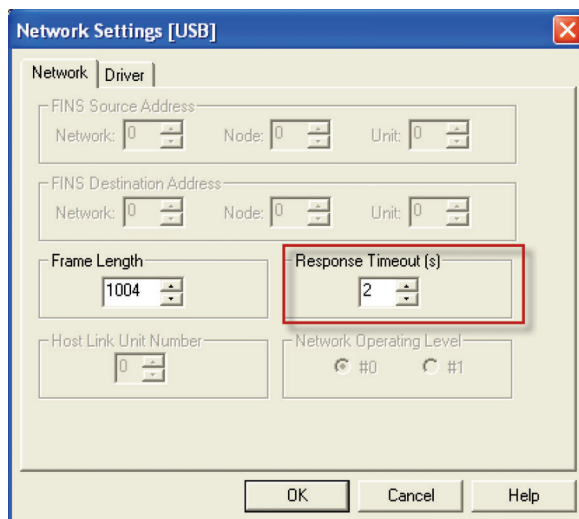 Network Settings [USB]
Network Driver
FINS Source Address
Network: 0 Node: 0 Unit: 0
FINS Destination Address
Network: 0 Node: 0 Unit: 0
Frame Length
1004
Response Timeout (s)
2
Host Link Unit Number
0
Network Operating Level
#0 #1
OK Cancel Help